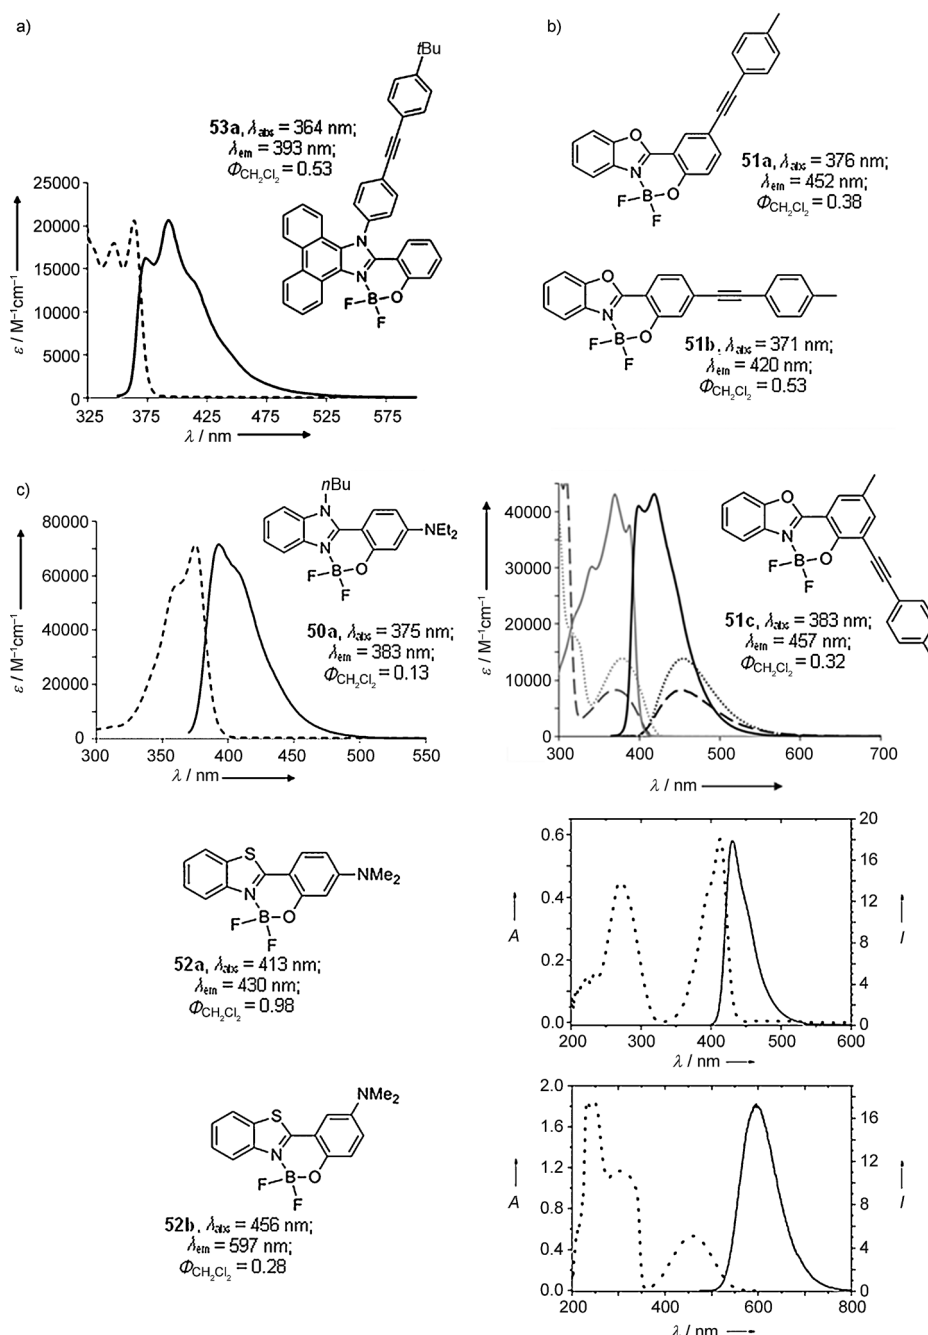 a)
tBu
53a, λabs = 364 nm;
λem = 393 nm;
ΦCH2Cl2 = 0.53
N
N
B
O
F
F
25000
20000
15000
10000
5000
0
ε / M–1cm–1
325 375 425 475 525 575
λ / nm
b)
O
N
B
O
F
F
51a, λabs = 376 nm;
λem = 452 nm;
ΦCH2Cl2 = 0.38
O
N
B
O
F
F
51b, λabs = 371 nm;
λem = 420 nm;
ΦCH2Cl2 = 0.53
c)
nBu
N
N
NEt2
B
O
F
F
50a, λabs = 375 nm;
λem = 383 nm;
ΦCH2Cl2 = 0.13
80000
60000
40000
20000
0
ε / M–1cm–1
300 350 400 450 500 550
λ / nm
40000
30000
20000
10000
0
ε / M–1cm–1
300 400 500 600 700
λ / nm
O
N
B
O
F
F
51c, λabs = 383 nm;
λem = 457 nm;
ΦCH2Cl2 = 0.32
S
N
NMe2
B
O
F
F
52a, λabs = 413 nm;
λem = 430 nm;
ΦCH2Cl2 = 0.98
0.6
0.4
0.2
0.0
A
20
16
12
8
4
0
I
200 300 400 500 600
λ / nm
NMe2
S
N
B
O
F
F
52b, λabs = 456 nm;
λem = 597 nm;
ΦCH2Cl2 = 0.28
2.0
1.6
1.2
0.8
0.4
0.0
A
16
12
8
4
0
I
200 400 600 800
λ / nm